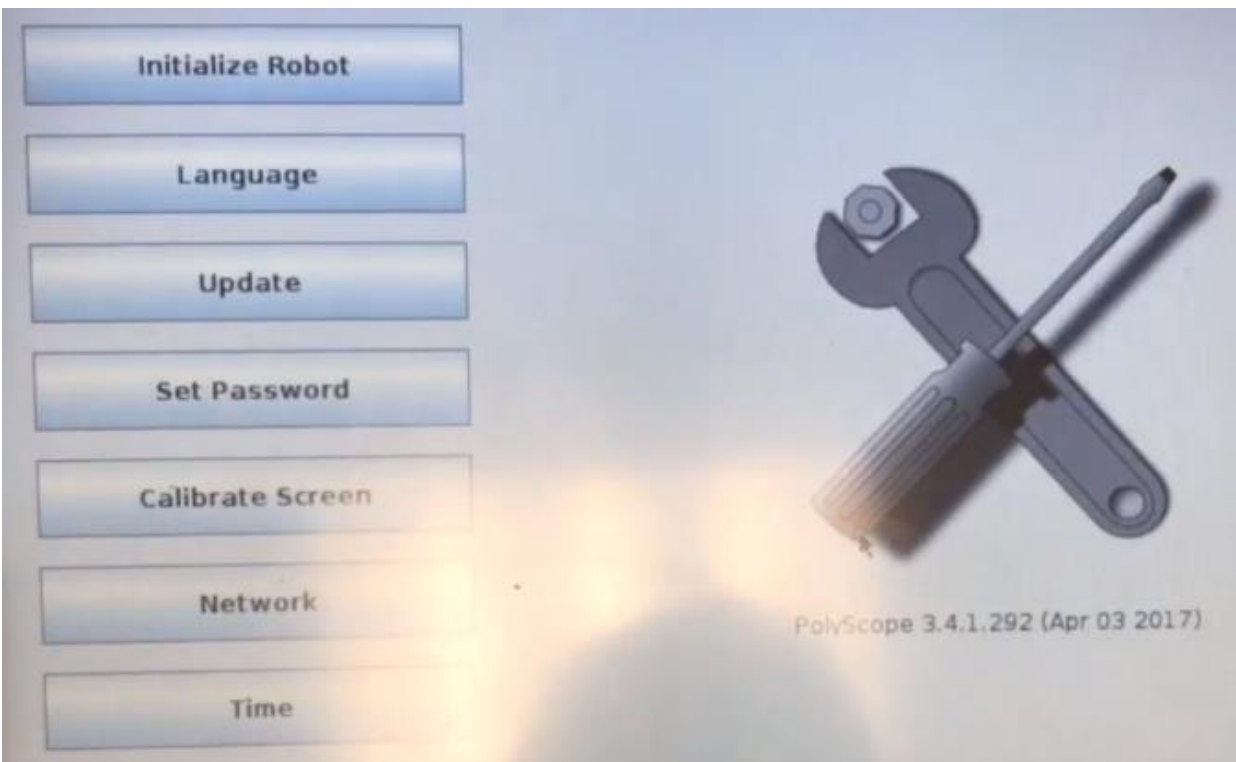 Initialize Robot
Language
Update
Set Password
Calibrate Screen
Network
Time
PolyScope 3.4.1.292 (Apr 03 2017)